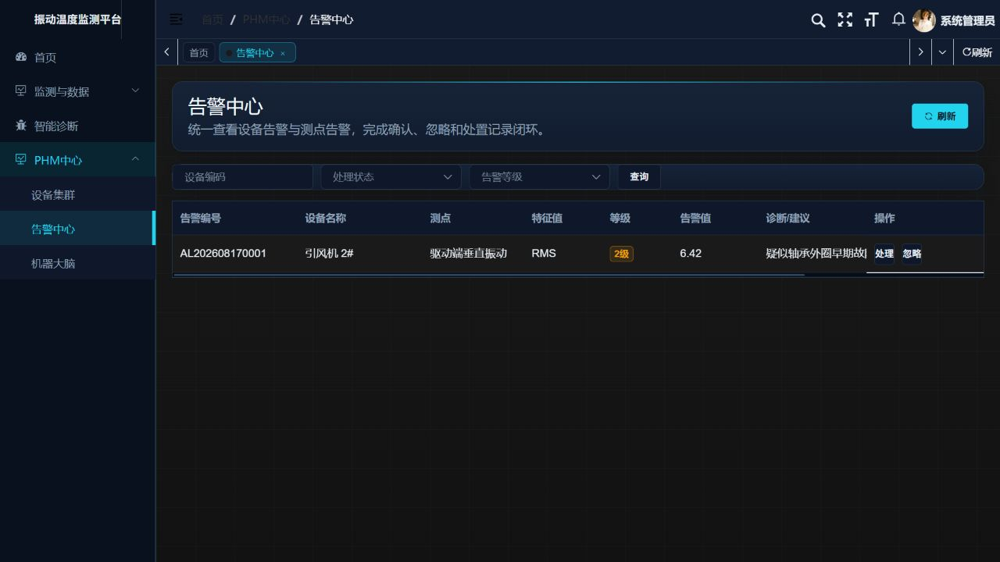 振动温度监测平台
首页 / PHM中心 / 告警中心
系统管理员
首页
监测与数据
智能诊断
PHM中心
设备集群
告警中心
机器大脑
首页
告警中心 ×
刷新
告警中心
统一查看设备告警与测点告警，完成确认、忽略和处置记录闭环。
刷新
设备编码 处理状态 告警等级 查询
告警编号 设备名称 测点 特征值 等级 告警值 诊断/建议 操作
AL202608170001 引风机 2# 驱动端垂直振动 RMS 2级 6.42 疑似轴承外圈早期故 处理 忽略